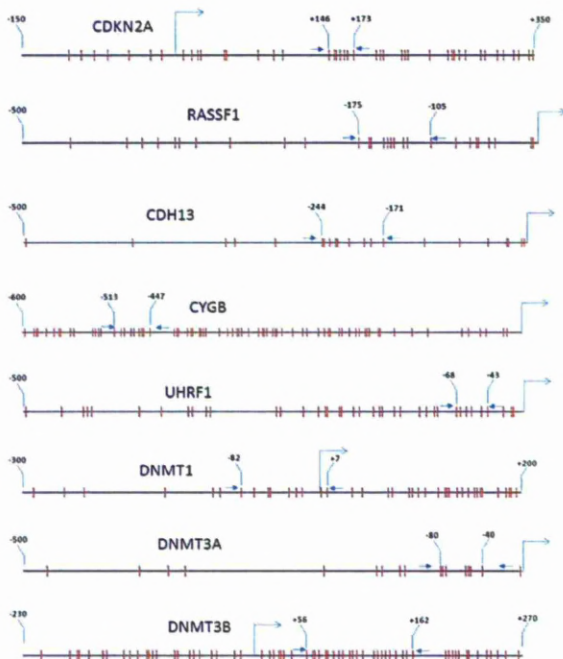 -150 CDKN2A +146 +173 +350
-500 RASSF1 -175 -105
-500 CDH13 -244 -171
-600 CYGB -513 -447
-500 UHRF1 -68 -43
-300 DNMT1 -82 +7 +200
-500 DNMT3A -80 -40
-230 DNMT3B +56 +162 +270